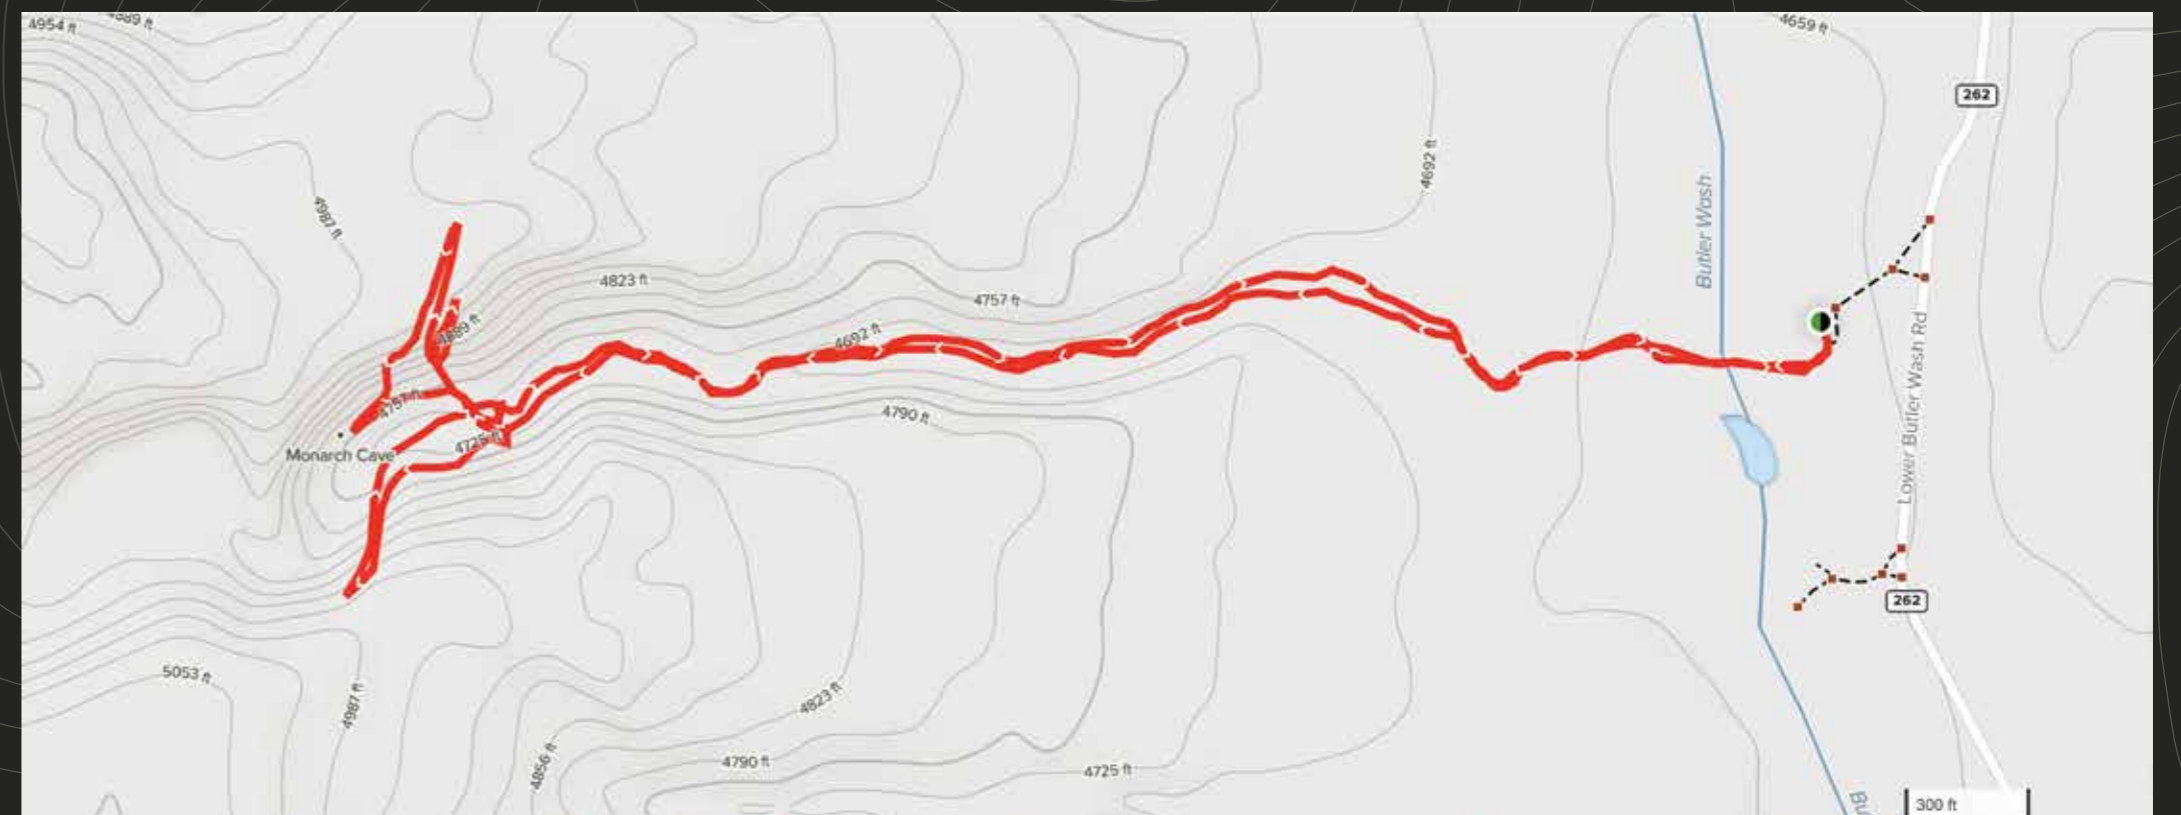 4954 ft
4889 ft
4659 ft
262
4692 ft
4987 ft
Butler Wash
4823 ft
4757 ft
4889 ft
4692 ft
4757 ft
4790 ft
4725 ft
Monarch Cave
Lower Butler Wash Rd
262
5053 ft
4987 ft
4823 ft
4856 ft
4790 ft
4725 ft
300 ft